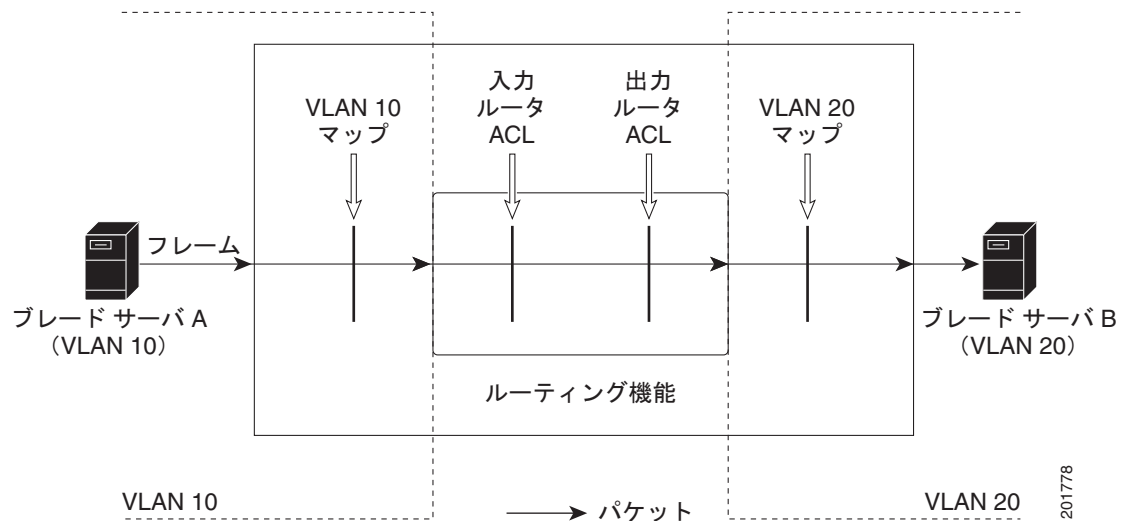 VLAN 10
マップ
入力
ルータ
ACL
出力
ルータ
ACL
VLAN 20
マップ
フレーム
ブレード サーバ A
（VLAN 10）
ブレード サーバ B
（VLAN 20）
ルーティング機能
VLAN 10
パケット
VLAN 20
201778